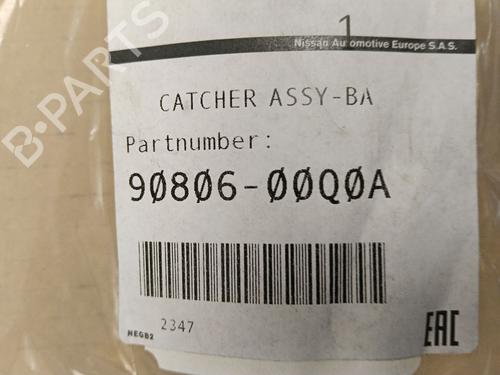 1
Nissan Automotive Europe S.A.S.
CATCHER ASSY-BA
Partnumber:
90806-00Q0A
2347
NEGB2
EAC
B-PARTS